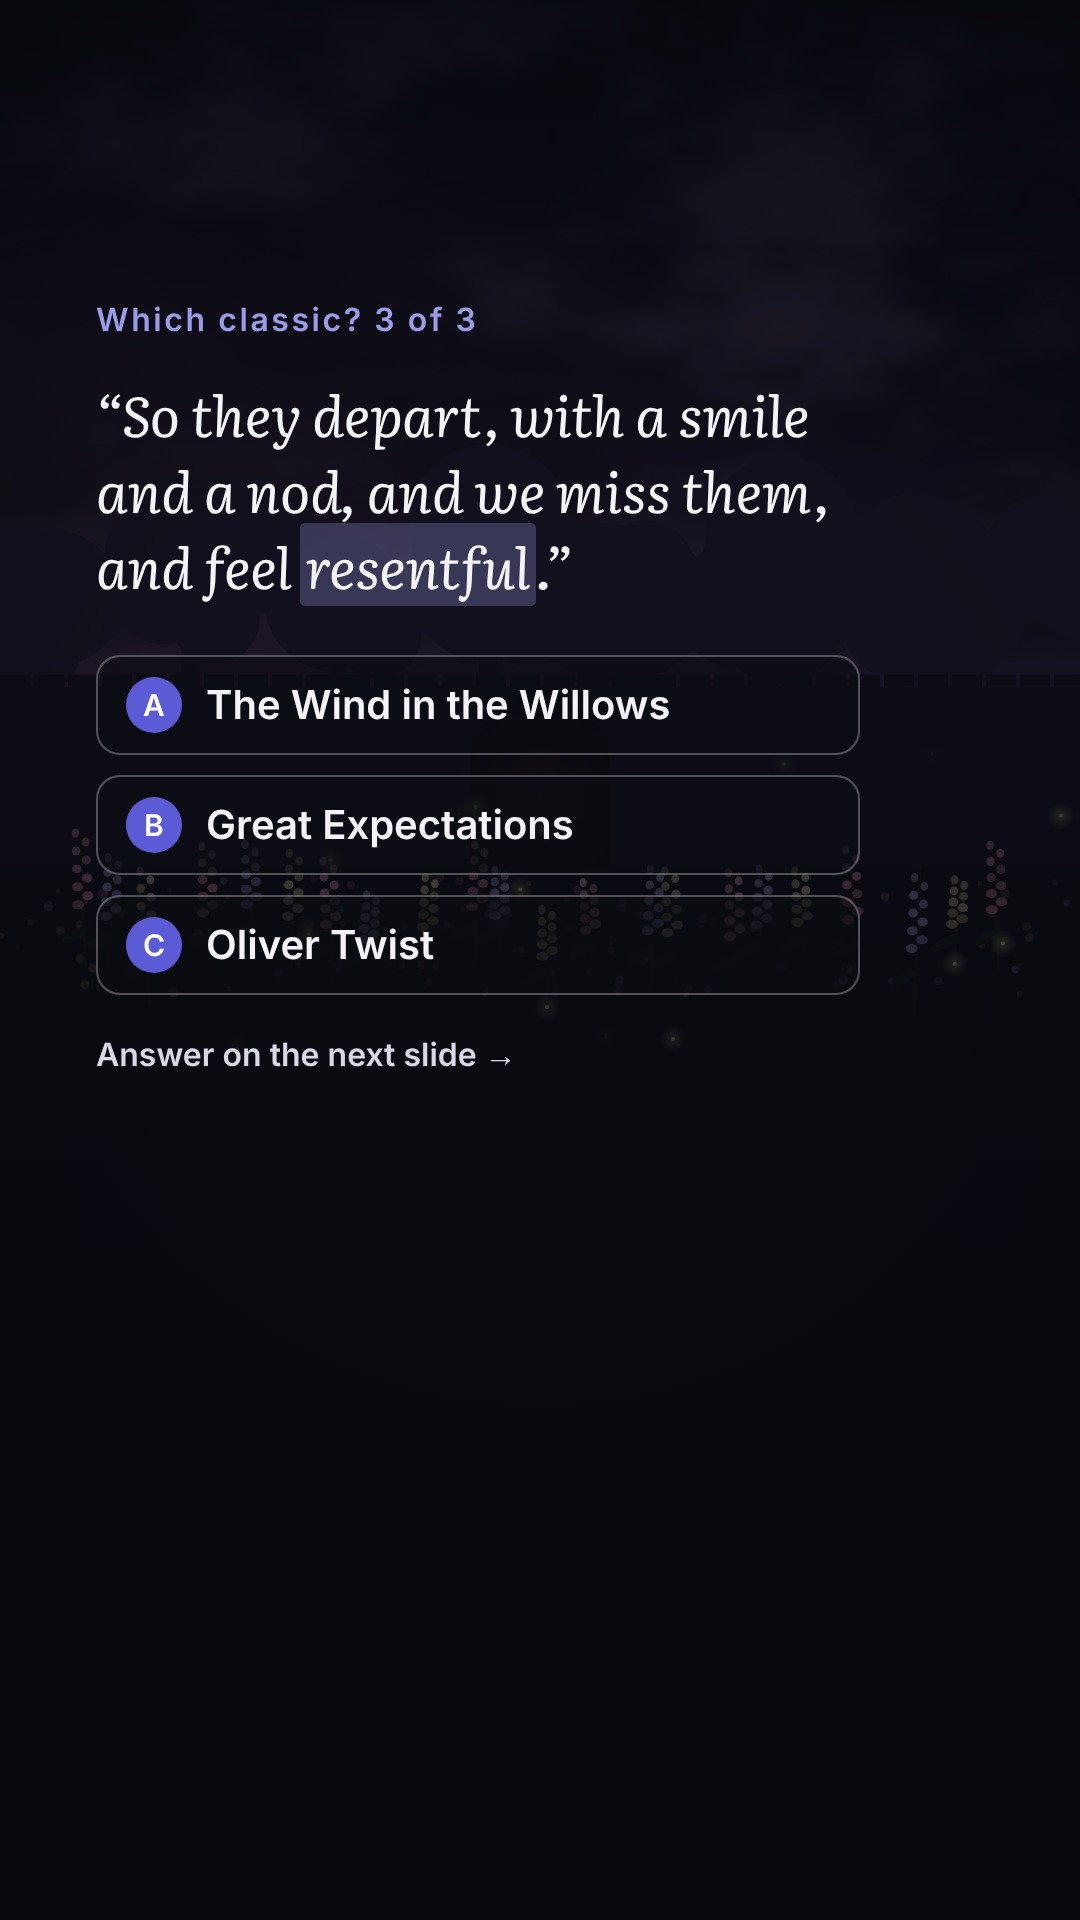 Which classic? 3 of 3
“So they depart, with a smile
and a nod, and we miss them,
and feel resentful.”
A The Wind in the Willows
B Great Expectations
C Oliver Twist
Answer on the next slide →